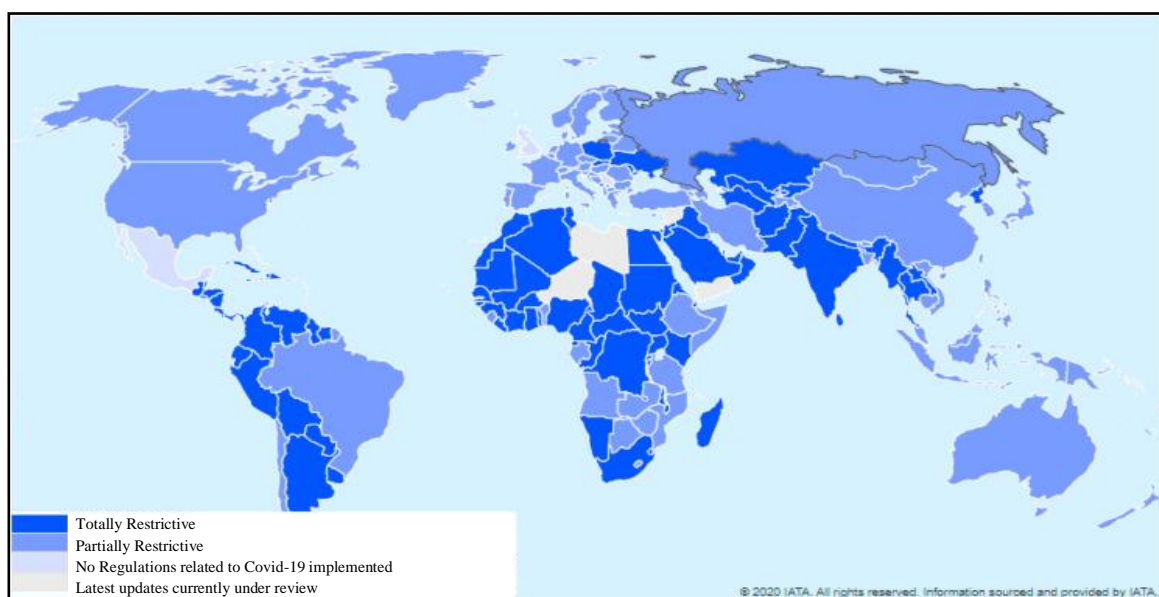 Totally Restrictive
Partially Restrictive
No Regulations related to Covid-19 implemented
Latest updates currently under review
© 2020 IATA. All rights reserved. Information sourced and provided by IATA.